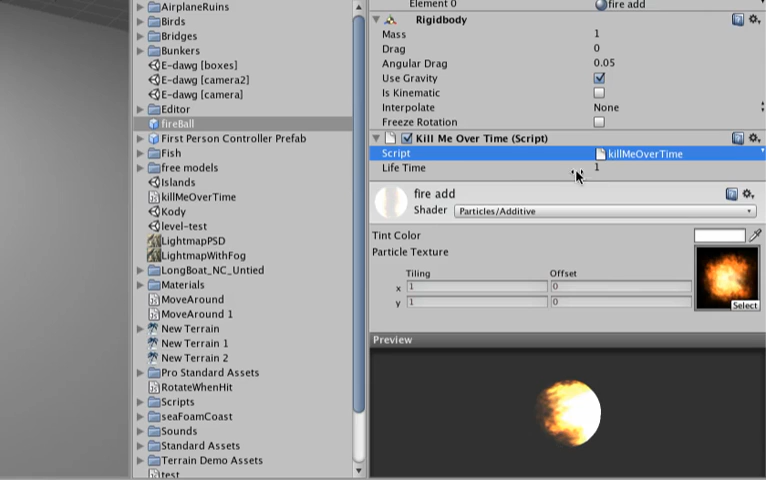 AirplaneRuins
Birds
Bridges
Bunkers
E-dawg [boxes]
E-dawg [camera2]
E-dawg [camera]
Editor
fireBall
First Person Controller Prefab
Fish
free models
Islands
killMeOverTime
Kody
level-test
LightmapPSD
LightmapWithFog
LongBoat_NC_Untied
Materials
MoveAround
MoveAround 1
New Terrain
New Terrain 1
New Terrain 2
Pro Standard Assets
RotateWhenHit
Scripts
seaFoamCoast
Sounds
Standard Assets
Terrain Demo Assets
test
Element 0 fire add
Rigidbody
Mass 1
Drag 0
Angular Drag 0.05
Use Gravity
Is Kinematic
Interpolate None
Freeze Rotation
Kill Me Over Time (Script)
Script killMeOverTime
Life Time 1
fire add
Shader Particles/Additive
Tint Color
Particle Texture
Tiling Offset
x 1 0
y 1 0
Select
Preview